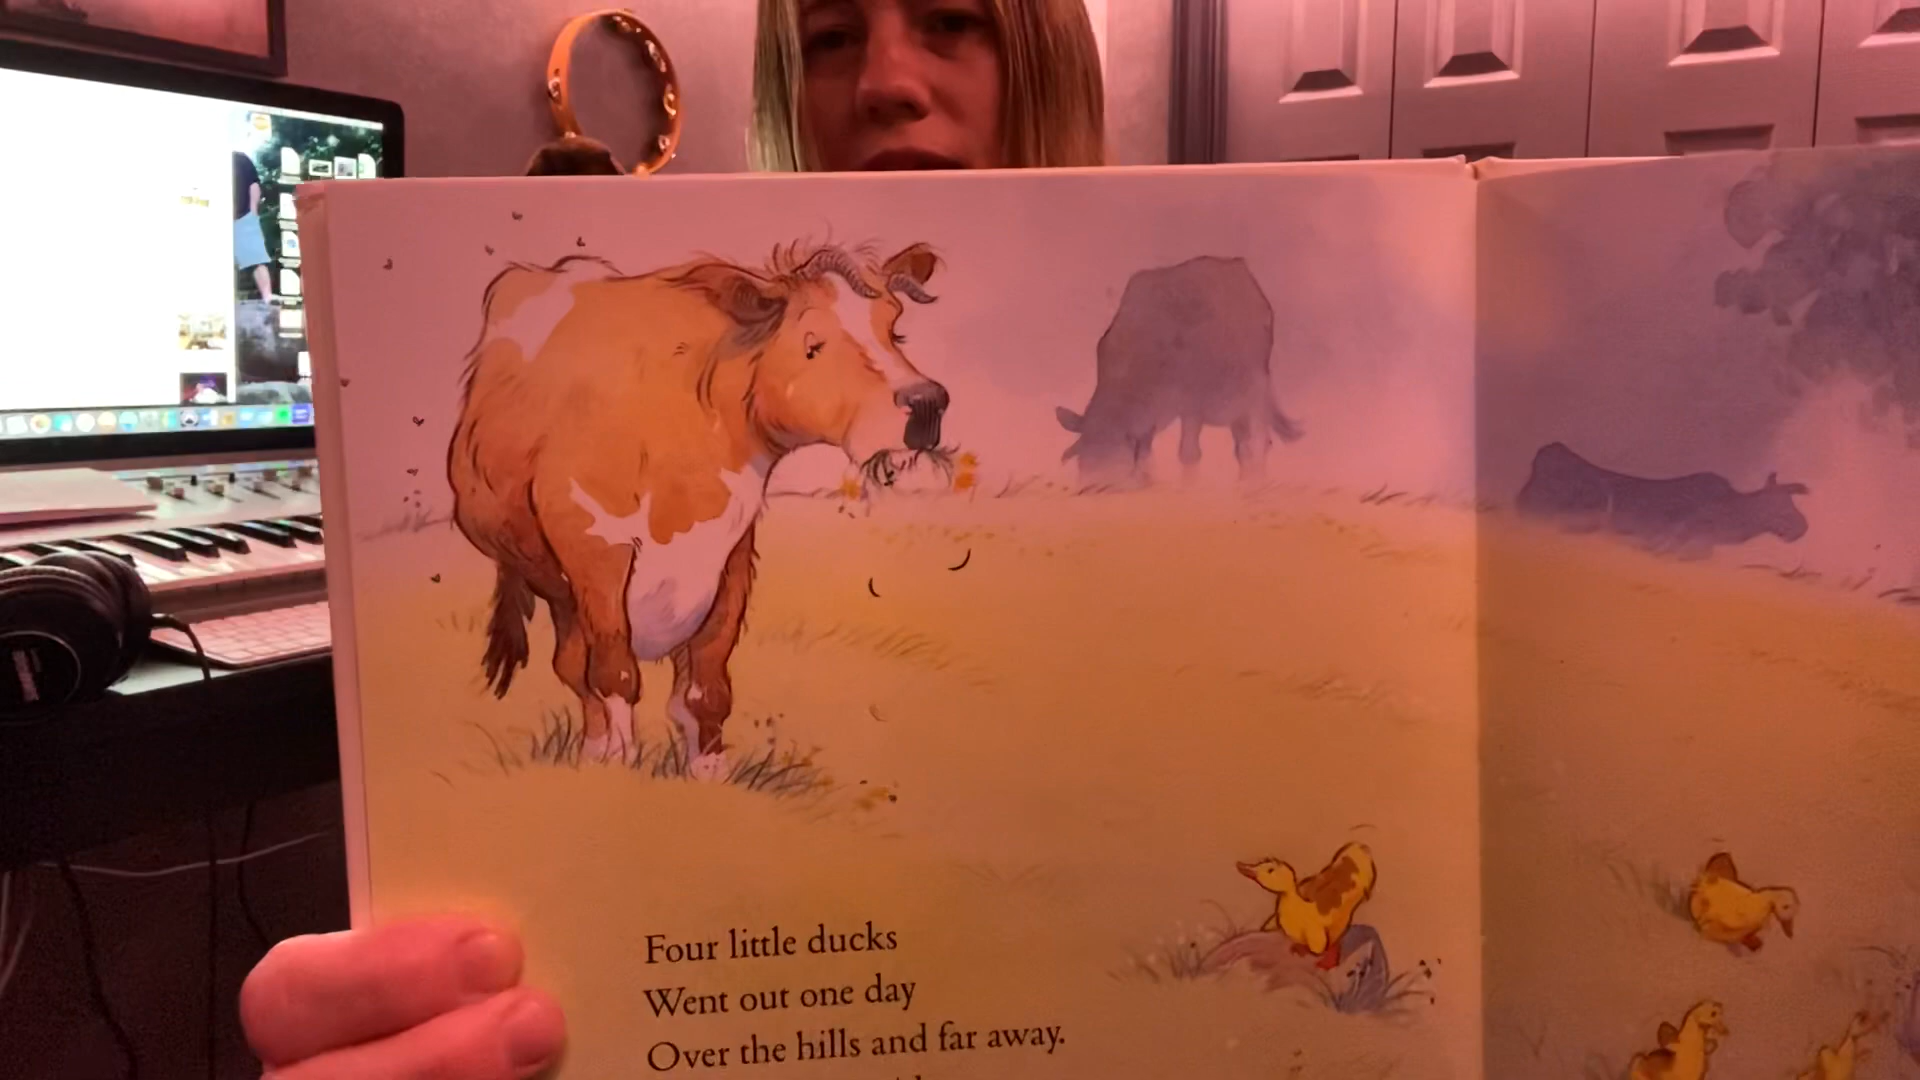 Four little ducks
Went out one day
Over the hills and far away.